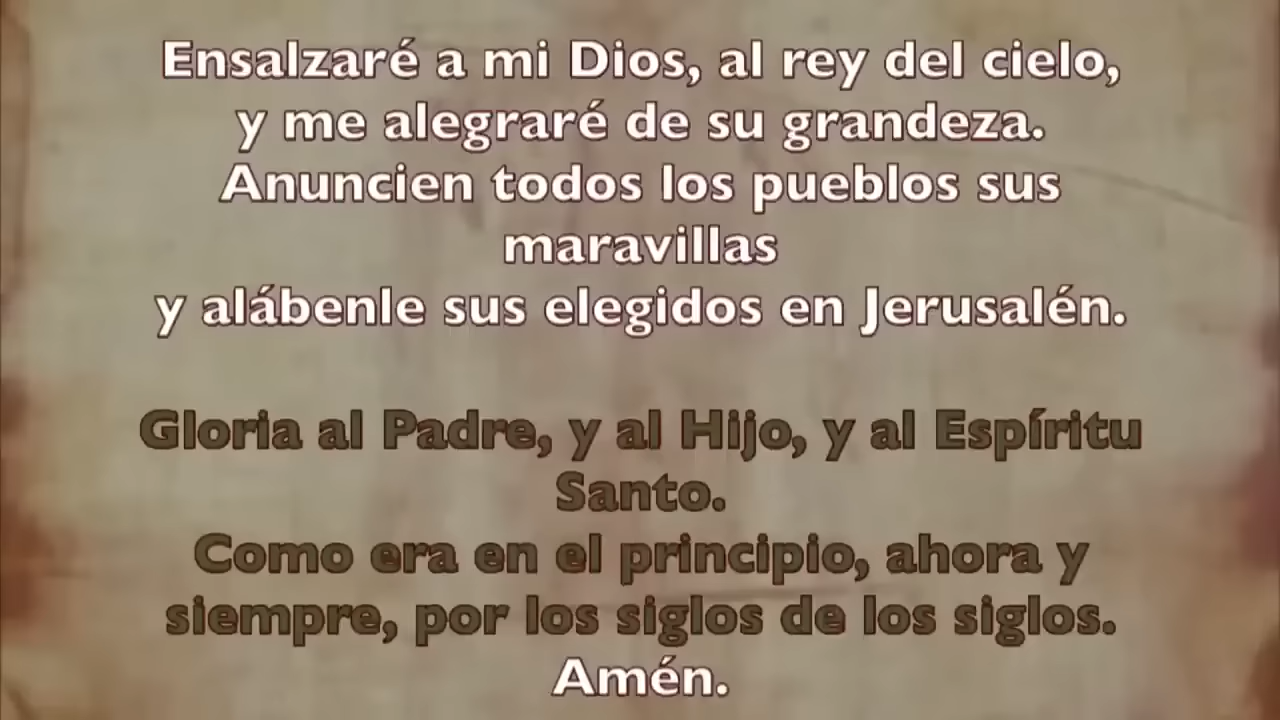 Ensalzaré a mi Dios, al rey del cielo,
y me alegraré de su grandeza.
Anuncien todos los pueblos sus
maravillas
y alábenle sus elegidos en Jerusalén.
Gloria al Padre, y al Hijo, y al Espíritu
Santo.
Como era en el principio, ahora y
siempre, por los siglos de los siglos.
Amén.